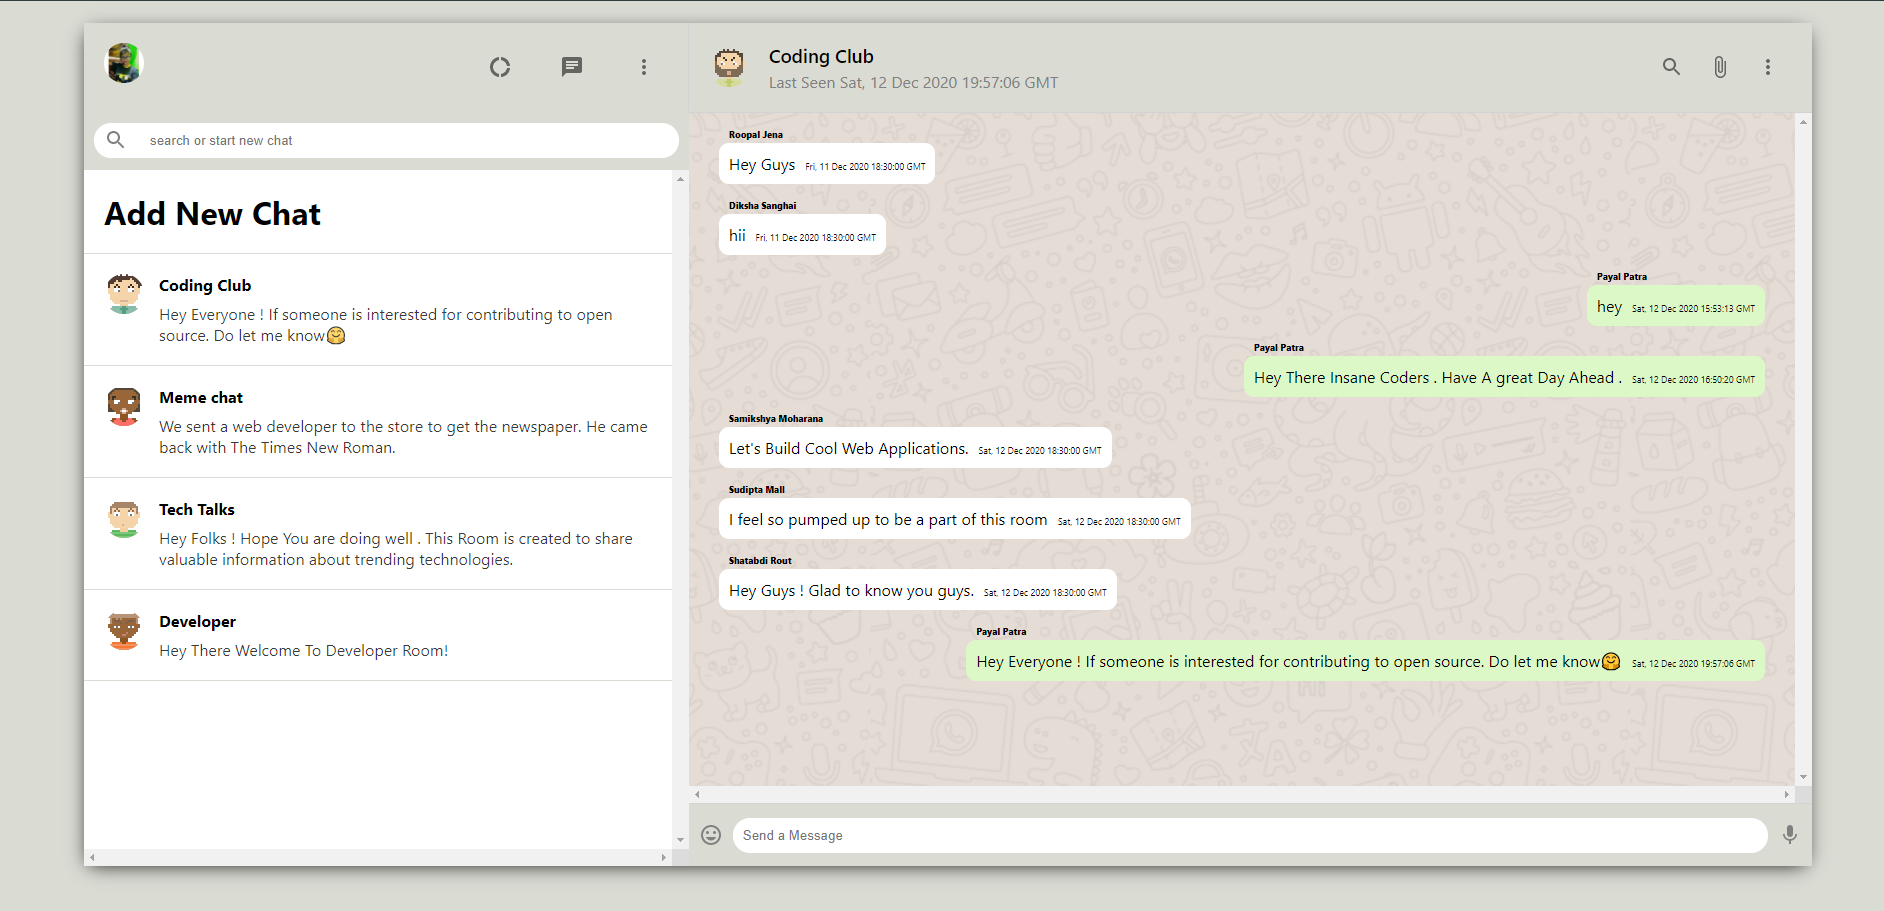 search or start new chat
Add New Chat
Coding Club
Hey Everyone ! If someone is interested for contributing to open
source. Do let me know🤗
Meme chat
We sent a web developer to the store to get the newspaper. He came
back with The Times New Roman.
Tech Talks
Hey Folks ! Hope You are doing well . This Room is created to share
valuable information about trending technologies.
Developer
Hey There Welcome To Developer Room!
Coding Club
Last Seen Sat, 12 Dec 2020 19:57:06 GMT
Roopal Jena
Hey Guys Fri, 11 Dec 2020 18:30:00 GMT
Diksha Sanghai
hii Fri, 11 Dec 2020 18:30:00 GMT
Payal Patra
hey Sat, 12 Dec 2020 15:53:13 GMT
Payal Patra
Hey There Insane Coders . Have A great Day Ahead . Sat, 12 Dec 2020 16:50:20 GMT
Samikshya Moharana
Let's Build Cool Web Applications. Sat, 12 Dec 2020 18:30:00 GMT
Sudipta Mall
I feel so pumped up to be a part of this room Sat, 12 Dec 2020 18:30:00 GMT
Shatabdi Rout
Hey Guys ! Glad to know you guys. Sat, 12 Dec 2020 18:30:00 GMT
Payal Patra
Hey Everyone ! If someone is interested for contributing to open source. Do let me know🤗 Sat, 12 Dec 2020 19:57:06 GMT
Send a Message